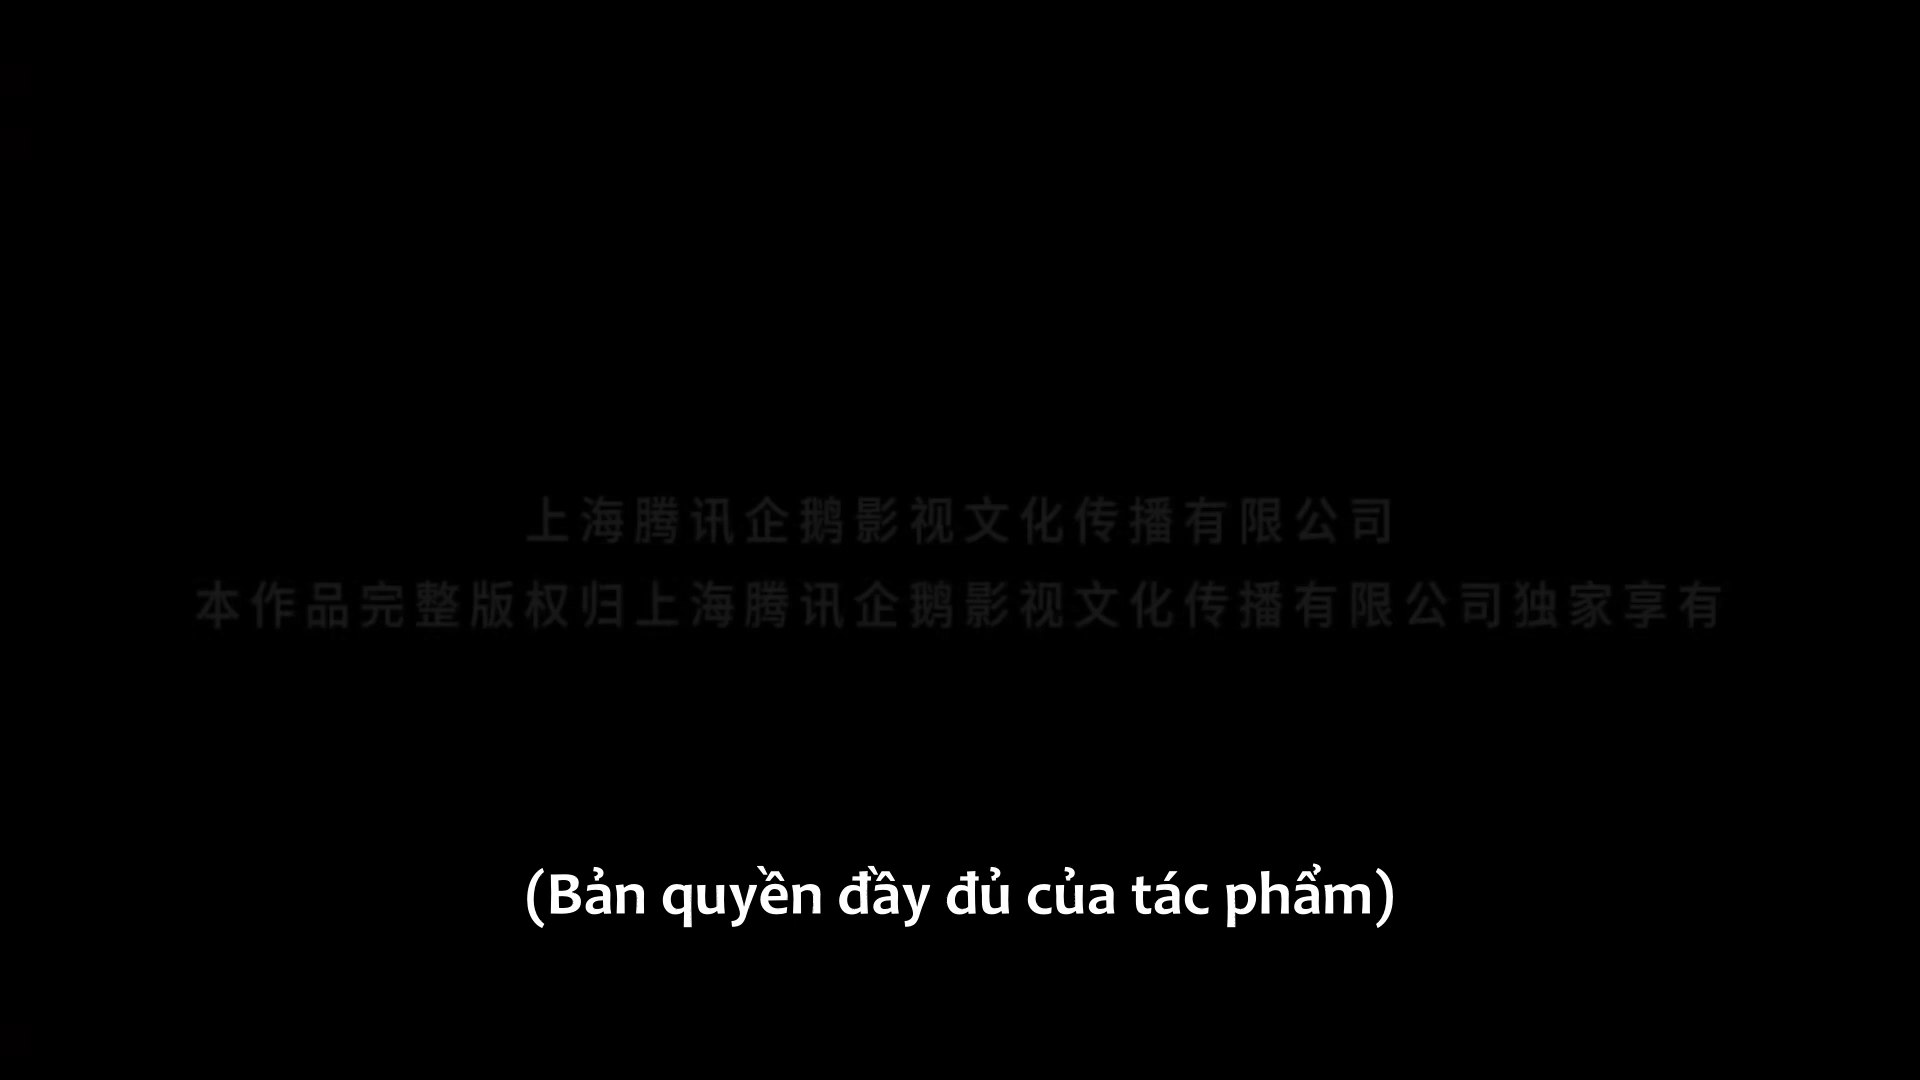 上海腾讯企鹅影视文化传播有限公司
本作品完整版权归上海腾讯企鹅影视文化传播有限公司独家享有
(Bản quyền đầy đủ của tác phẩm)